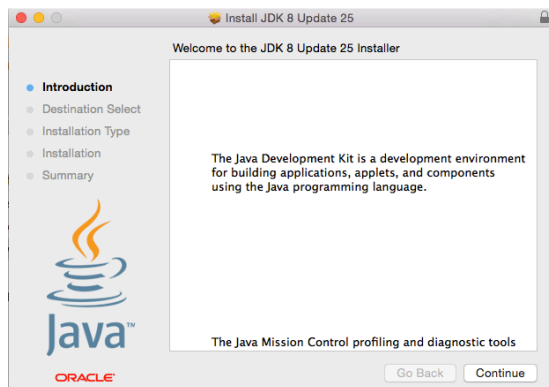 Install JDK 8 Update 25
Welcome to the JDK 8 Update 25 Installer
Introduction
Destination Select
Installation Type
Installation
Summary
The Java Development Kit is a development environment
for building applications, applets, and components
using the Java programming language.
The Java Mission Control profiling and diagnostic tools
Java™
ORACLE®
Go Back
Continue